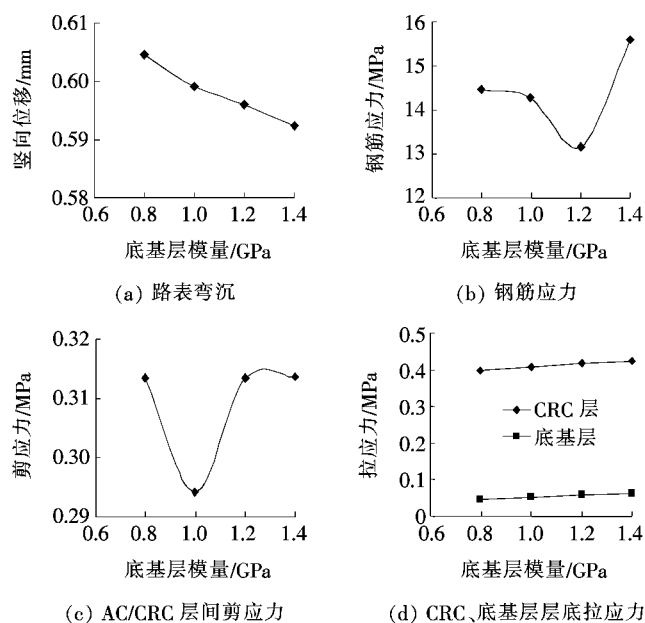 0.61
0.60
0.59
0.58
0.6 0.8 1.0 1.2 1.4
竖向位移/mm
底基层模量/GPa
(a) 路表弯沉
16
15
14
13
12
0.6 0.8 1.0 1.2 1.4
钢筋应力/MPa
底基层模量/GPa
(b) 钢筋应力
0.32
0.31
0.30
0.29
0.6 0.8 1.0 1.2 1.4
剪应力/MPa
底基层模量/GPa
(c) AC/CRC 层间剪应力
0.5
0.4
0.3
0.2
0.1
0
0.6 0.8 1.0 1.2 1.4
拉应力/MPa
CRC 层
底基层
底基层模量/GPa
(d) CRC、底基层层底拉应力